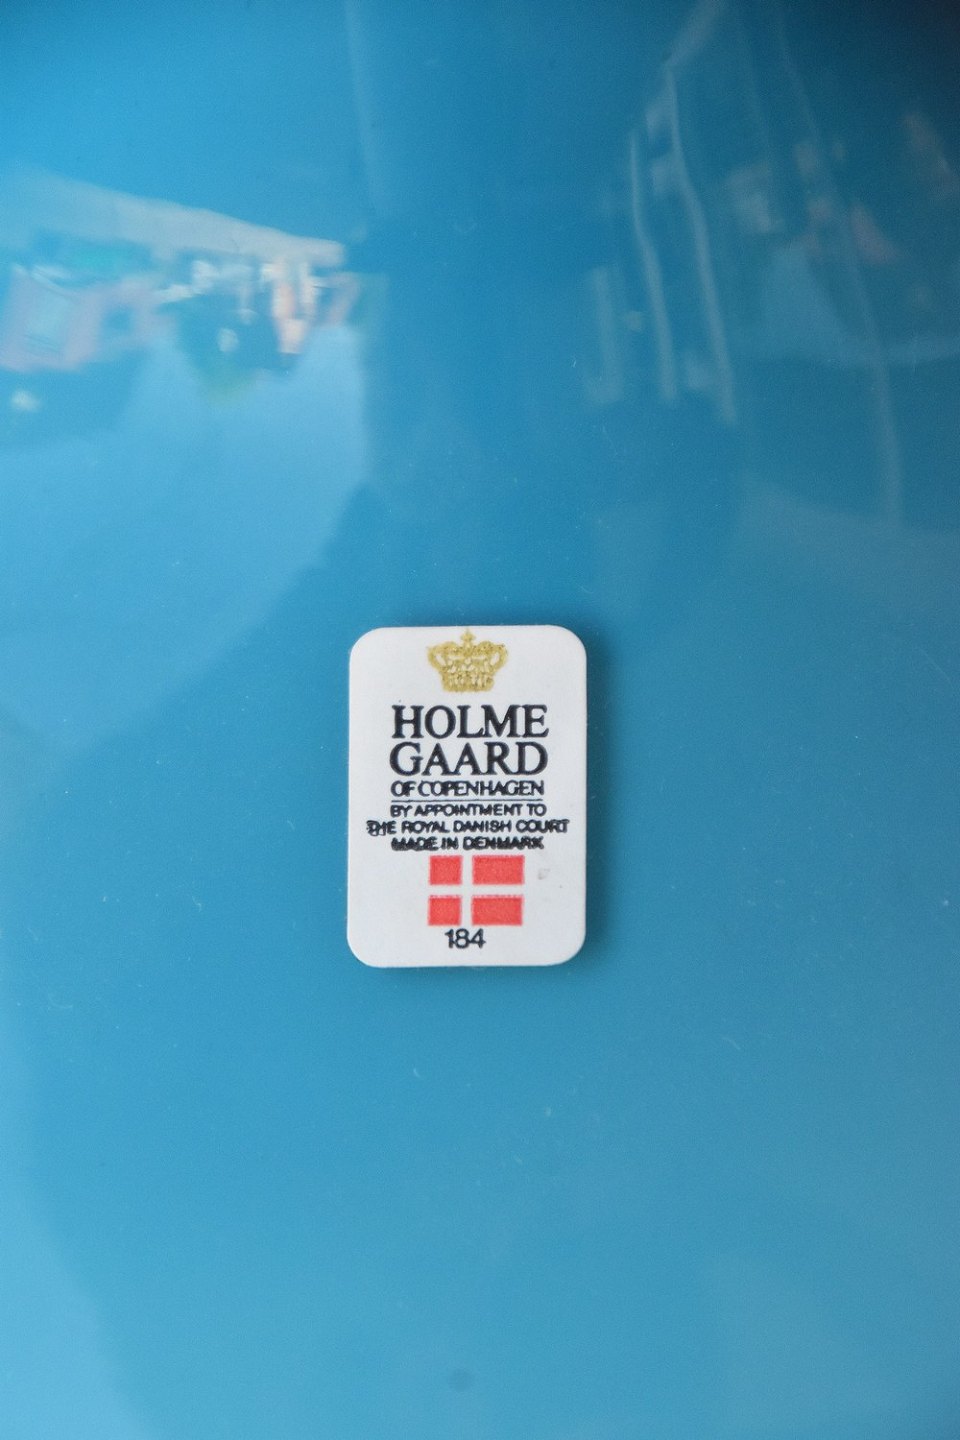 HOLME
GAARD
OF COPENHAGEN
BY APPOINTMENT TO
THE ROYAL DANISH COURT
MADE IN DENMARK
184